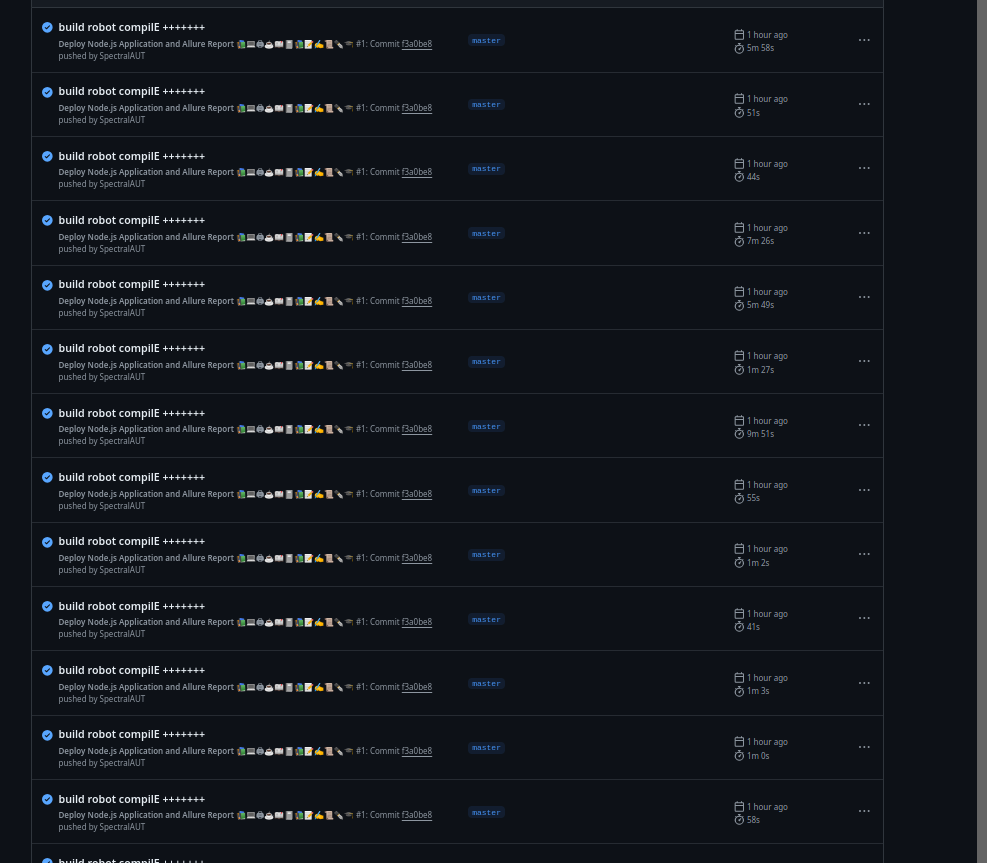 build robot compilE +++++++
Deploy Node.js Application and Allure Report #1: Commit f3a0be8
pushed by SpectralAUT
master
1 hour ago
5m 58s
build robot compilE +++++++
Deploy Node.js Application and Allure Report #1: Commit f3a0be8
pushed by SpectralAUT
master
1 hour ago
51s
build robot compilE +++++++
Deploy Node.js Application and Allure Report #1: Commit f3a0be8
pushed by SpectralAUT
master
1 hour ago
44s
build robot compilE +++++++
Deploy Node.js Application and Allure Report #1: Commit f3a0be8
pushed by SpectralAUT
master
1 hour ago
7m 26s
build robot compilE +++++++
Deploy Node.js Application and Allure Report #1: Commit f3a0be8
pushed by SpectralAUT
master
1 hour ago
5m 49s
build robot compilE +++++++
Deploy Node.js Application and Allure Report #1: Commit f3a0be8
pushed by SpectralAUT
master
1 hour ago
1m 27s
build robot compilE +++++++
Deploy Node.js Application and Allure Report #1: Commit f3a0be8
pushed by SpectralAUT
master
1 hour ago
9m 51s
build robot compilE +++++++
Deploy Node.js Application and Allure Report #1: Commit f3a0be8
pushed by SpectralAUT
master
1 hour ago
55s
build robot compilE +++++++
Deploy Node.js Application and Allure Report #1: Commit f3a0be8
pushed by SpectralAUT
master
1 hour ago
1m 2s
build robot compilE +++++++
Deploy Node.js Application and Allure Report #1: Commit f3a0be8
pushed by SpectralAUT
master
1 hour ago
41s
build robot compilE +++++++
Deploy Node.js Application and Allure Report #1: Commit f3a0be8
pushed by SpectralAUT
master
1 hour ago
1m 3s
build robot compilE +++++++
Deploy Node.js Application and Allure Report #1: Commit f3a0be8
pushed by SpectralAUT
master
1 hour ago
1m 0s
build robot compilE +++++++
Deploy Node.js Application and Allure Report #1: Commit f3a0be8
pushed by SpectralAUT
master
1 hour ago
58s
build robot compilE +++++++